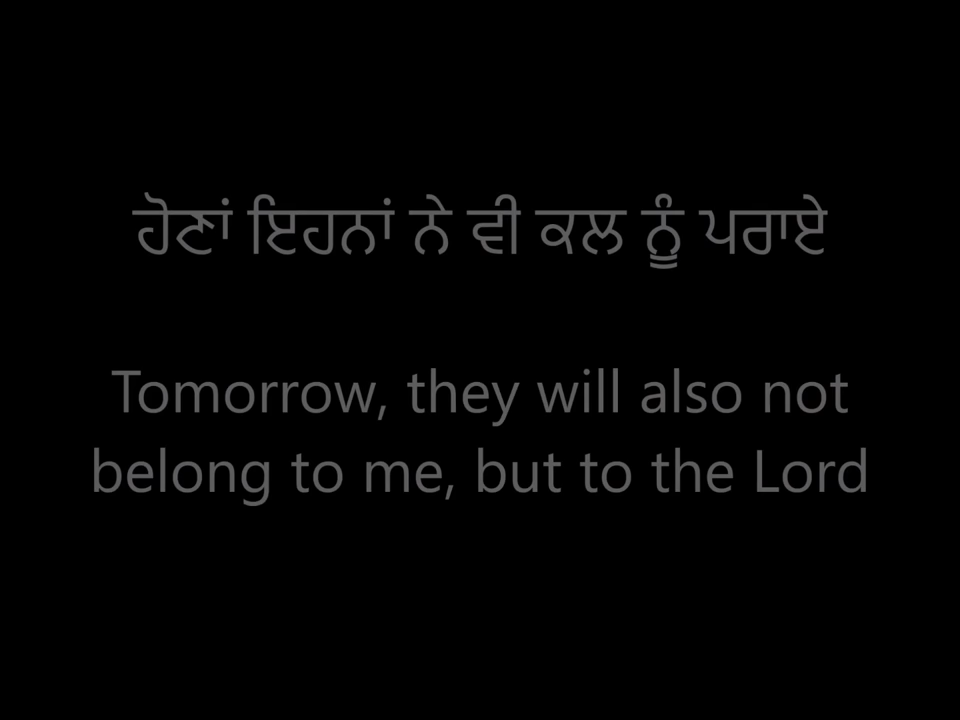 ਹੋਣਾਂ ਇਹਨਾਂ ਨੇ ਵੀ ਕਲ ਨੂੰ ਪਰਾਏ
Tomorrow, they will also not
belong to me, but to the Lord